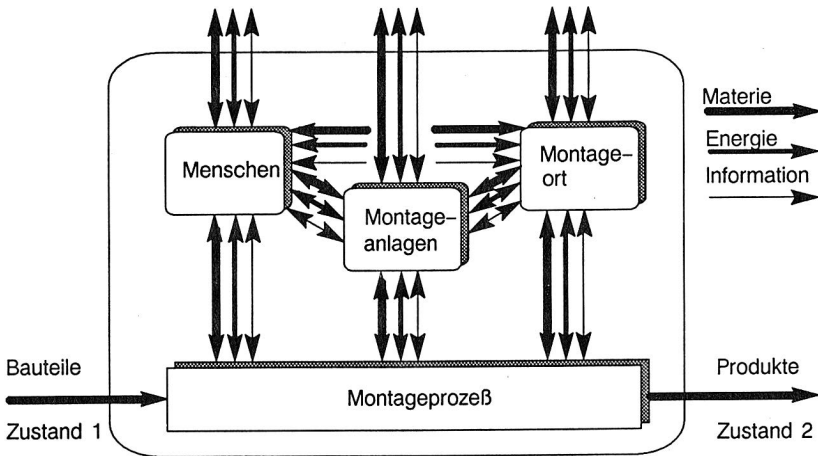 Materie
Energie
Information
Menschen
Montage-
ort
Montage-
anlagen
Bauteile
Produkte
Montageprozeß
Zustand 1
Zustand 2